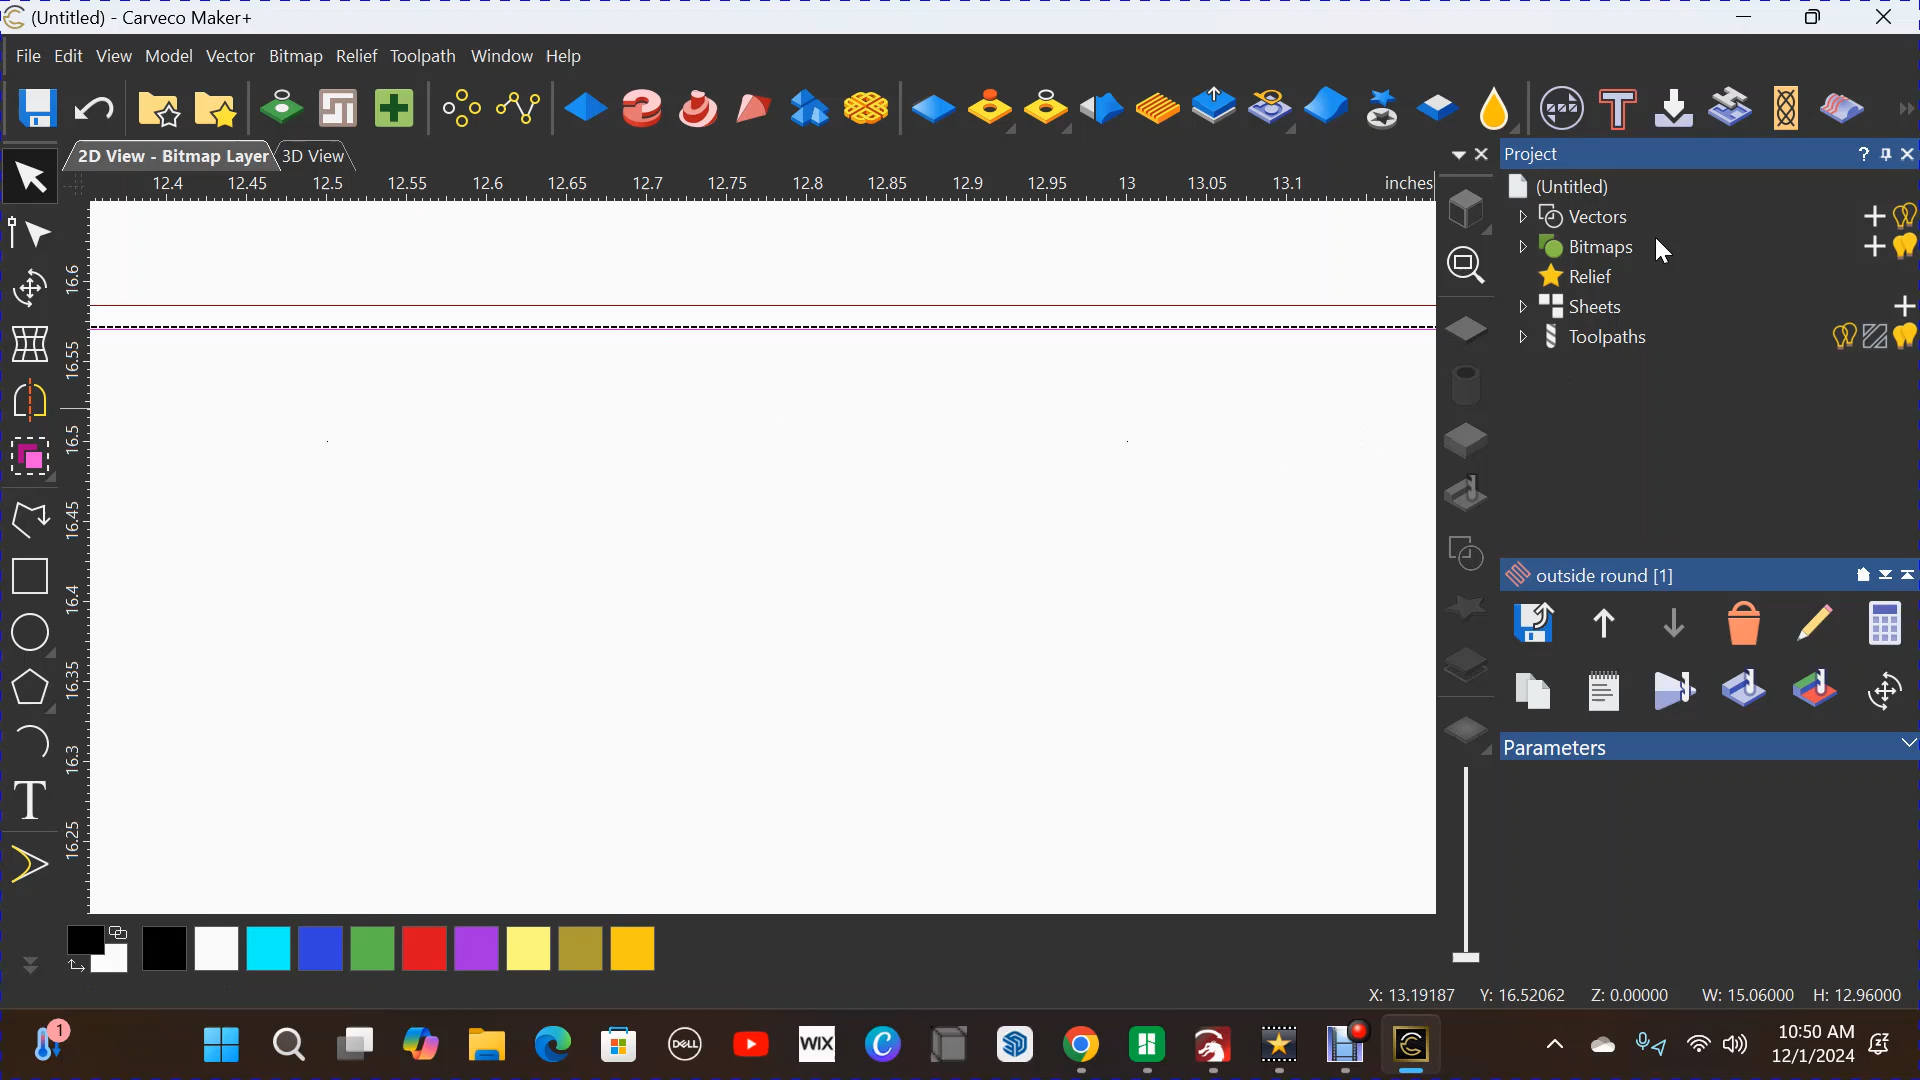 (Untitled) - Carveco Maker+
File Edit View Model Vector Bitmap Relief Toolpath Window Help
2D View - Bitmap Layer 3D View
Project
12.4 12.45 12.5 12.55 12.6 12.65 12.7 12.75 12.8 12.85 12.9 12.95 13 13.05 13.1 inches
(Untitled)
Vectors
Bitmaps
Relief
Sheets
Toolpaths
16.6
16.55
16.5
16.45
16.4
16.35
16.3
16.25
outside round [1]
Parameters
X: 13.19187 Y: 16.52062 Z: 0.00000 W: 15.06000 H: 12.96000
1
DELL
WIX
10:50 AM
12/1/2024